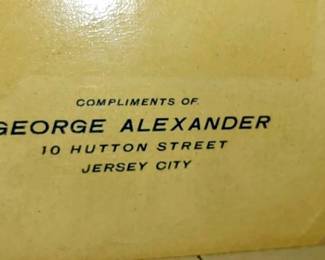 COMPLIMENTS OF
GEORGE ALEXANDER
10 HUTTON STREET
JERSEY CITY